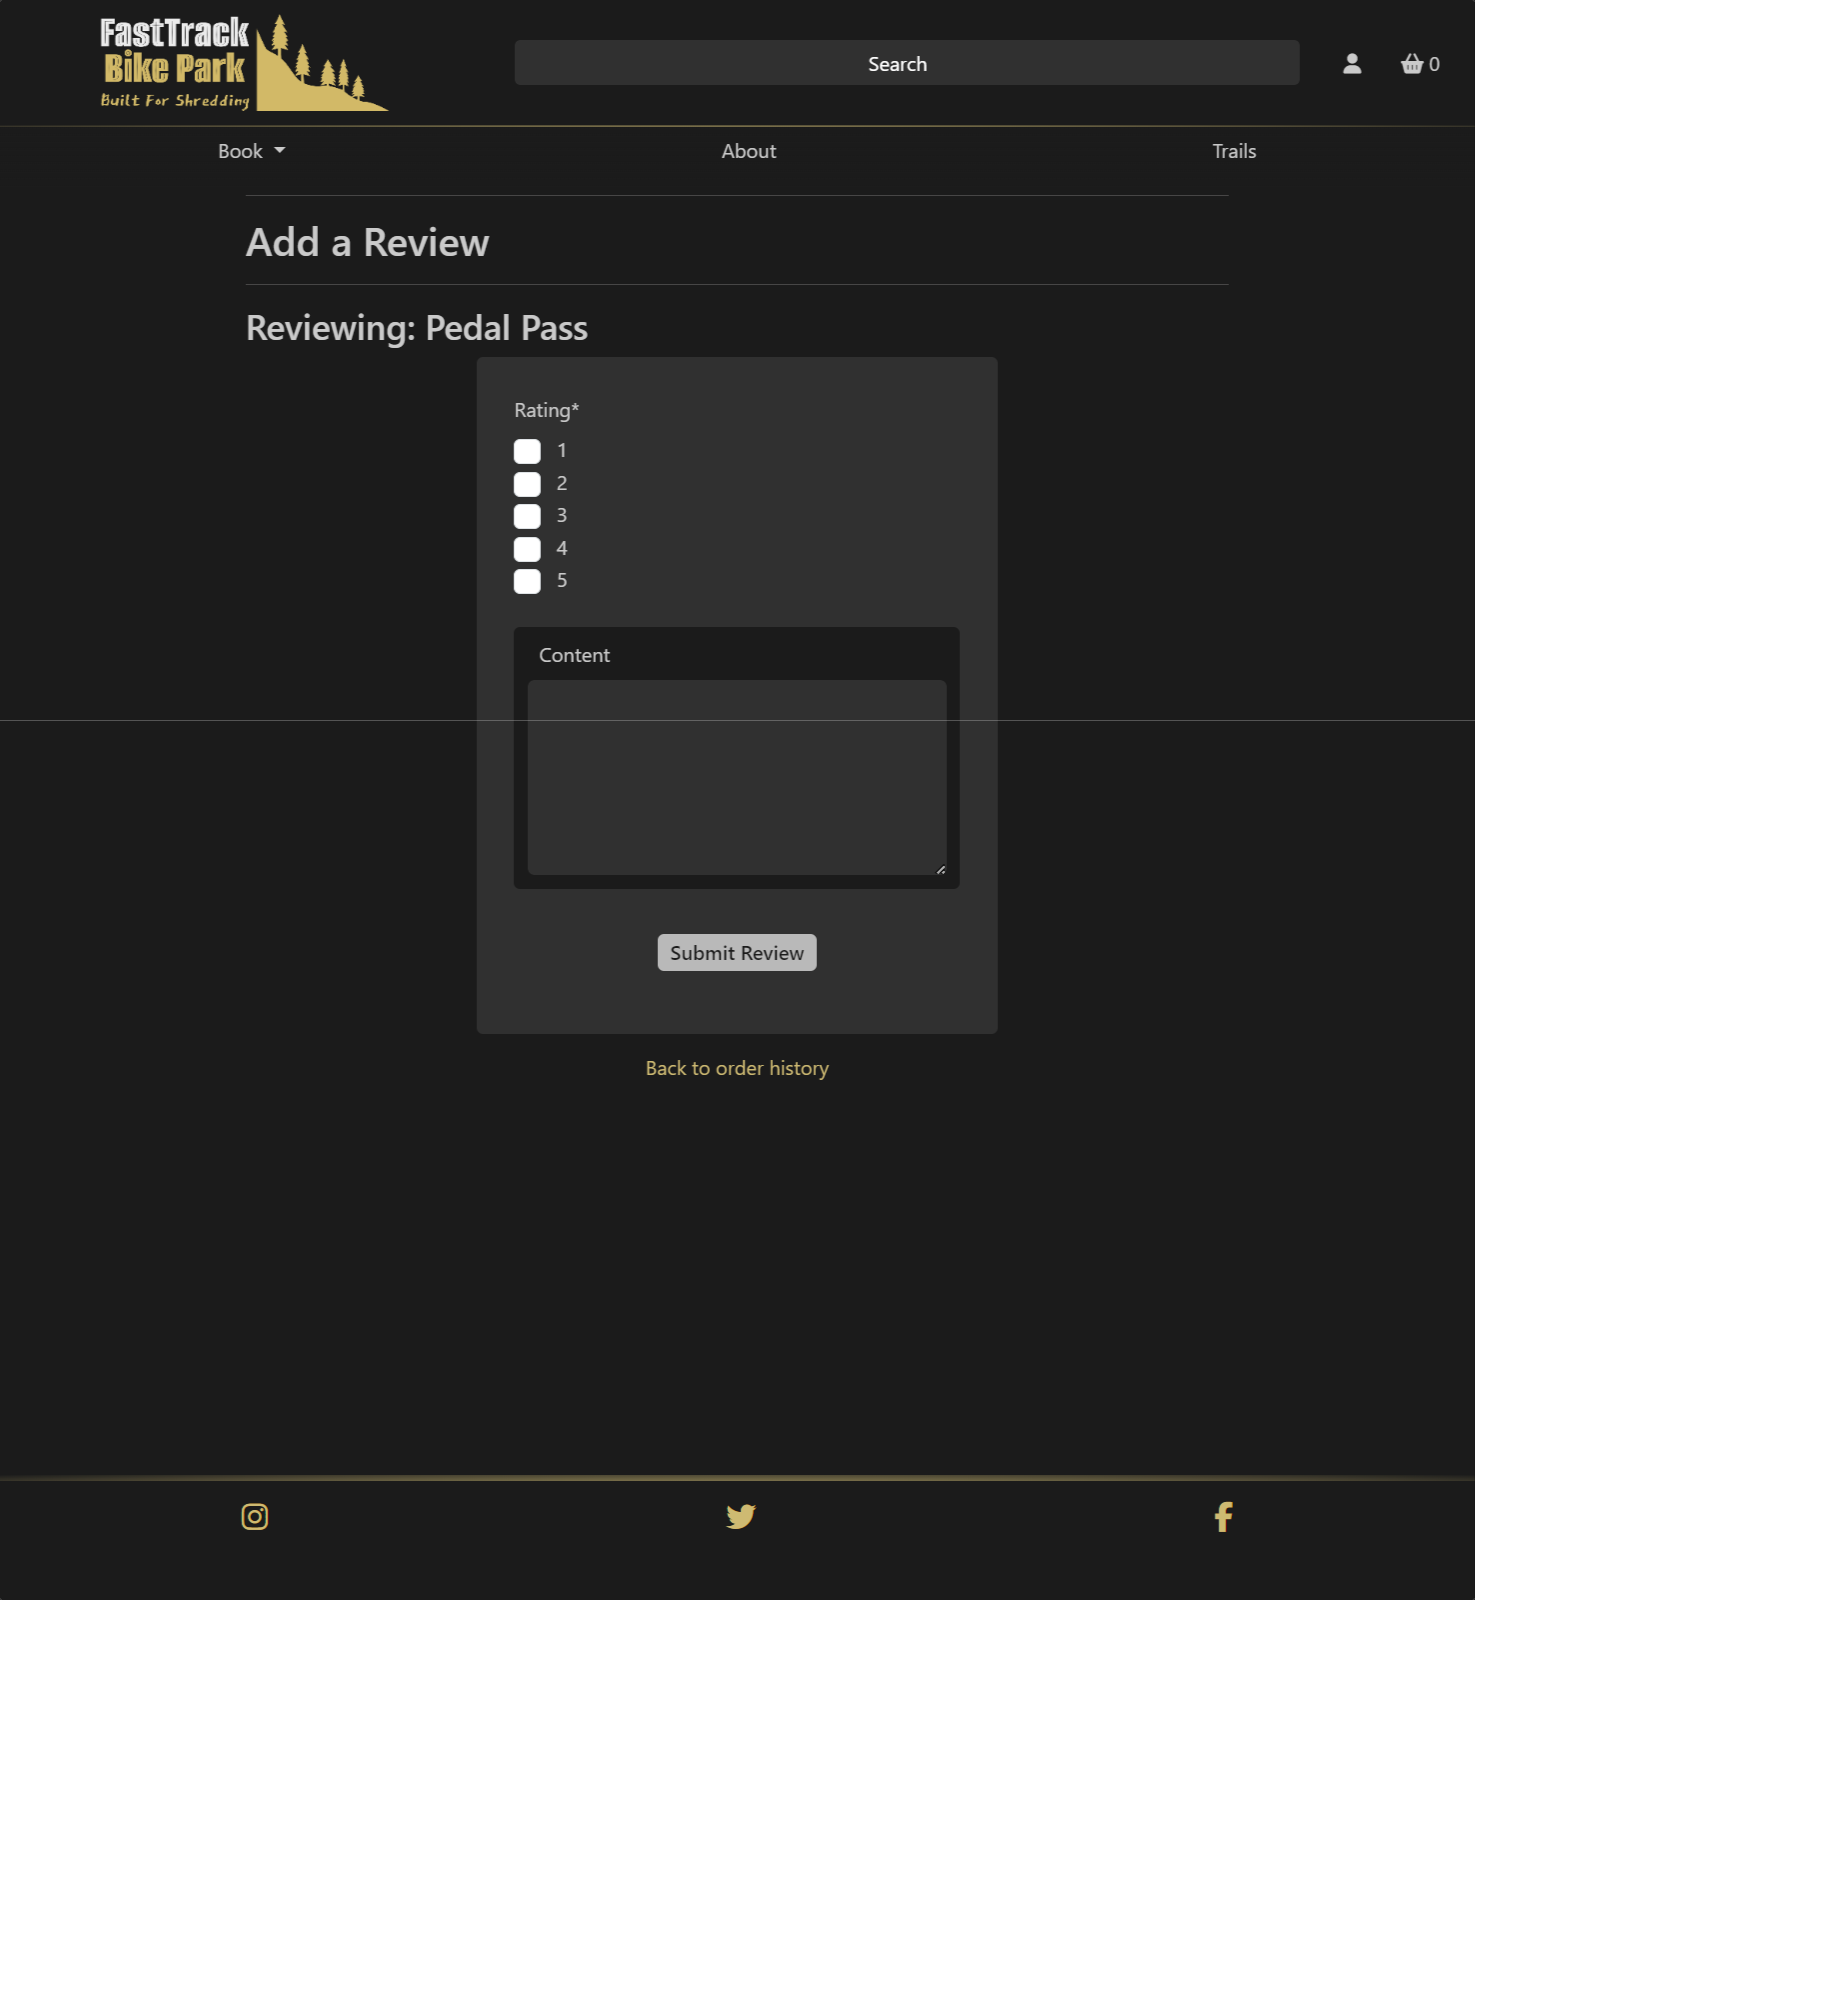 FastTrack
Bike Park
Built For Shredding
Search
0
Book
About
Trails
Add a Review
Reviewing: Pedal Pass
Rating*
1
2
3
4
5
Content
Submit Review
Back to order history